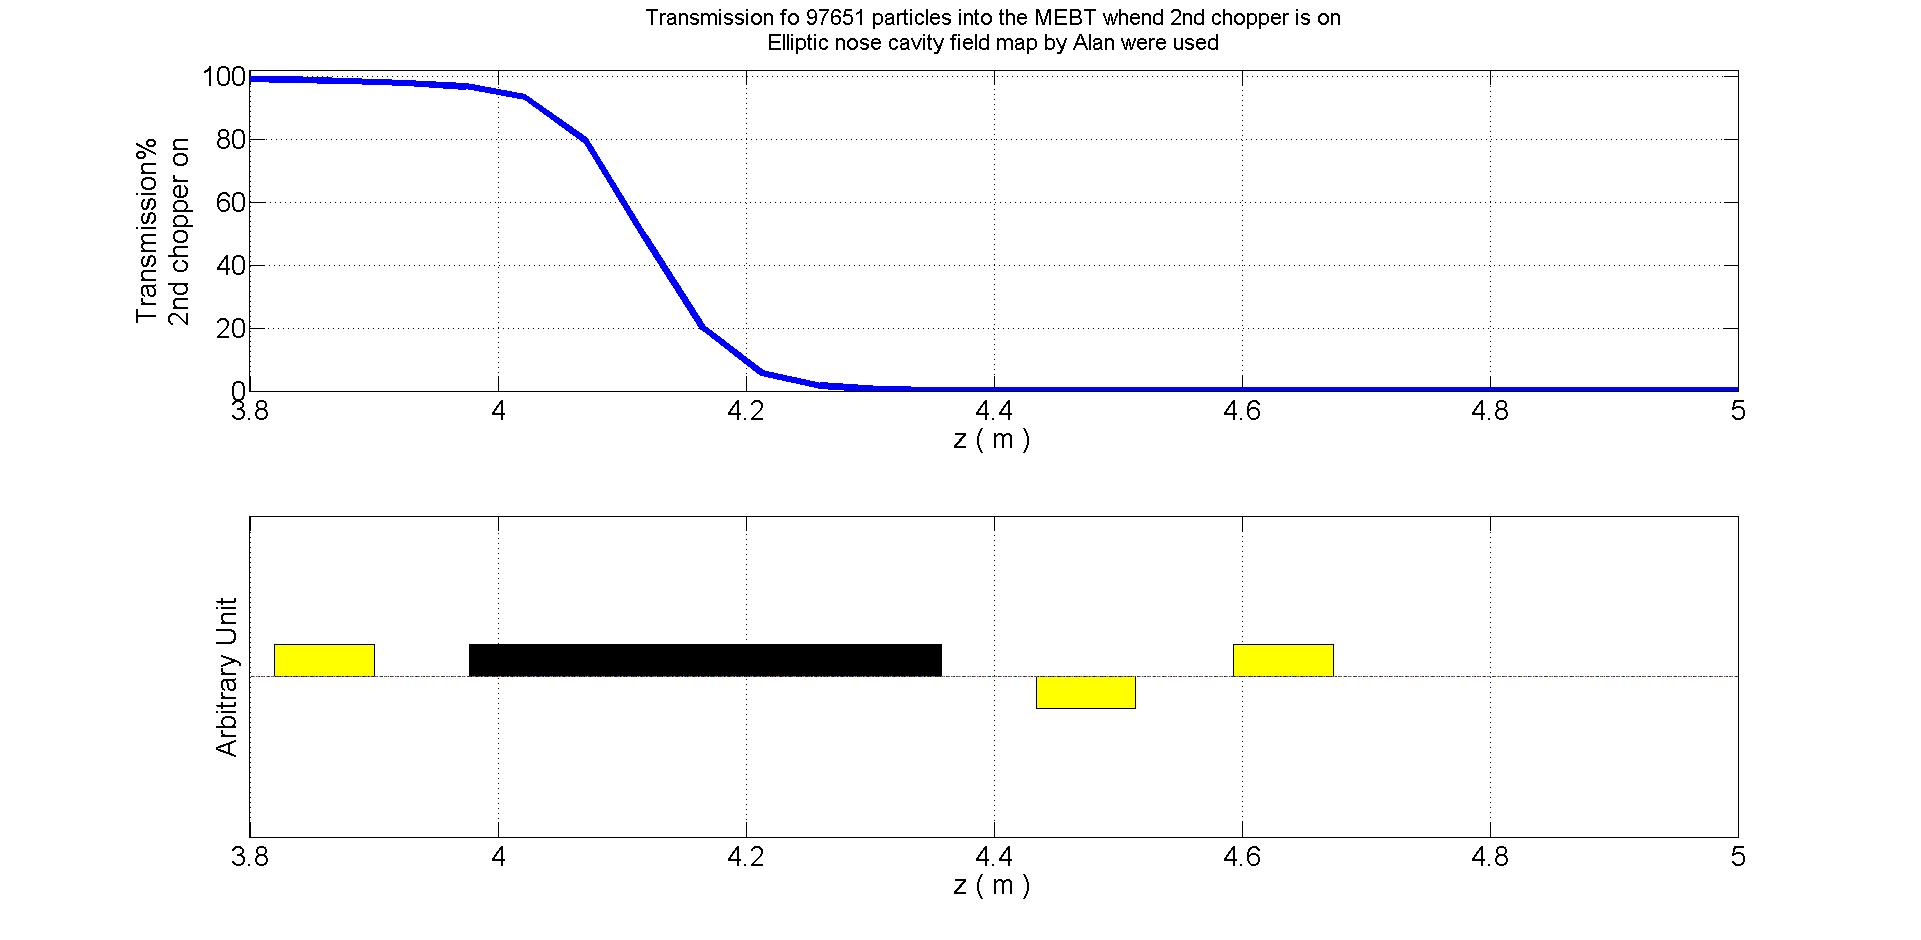 Transmission fo 97651 particles into the MEBT whend 2nd chopper is on
Elliptic nose cavity field map by Alan were used
Transmission%
2nd chopper on
100
80
60
40
20
0
3.8 4 4.2 4.4 4.6 4.8 5
z ( m )
Arbitrary Unit
3.8 4 4.2 4.4 4.6 4.8 5
z ( m )